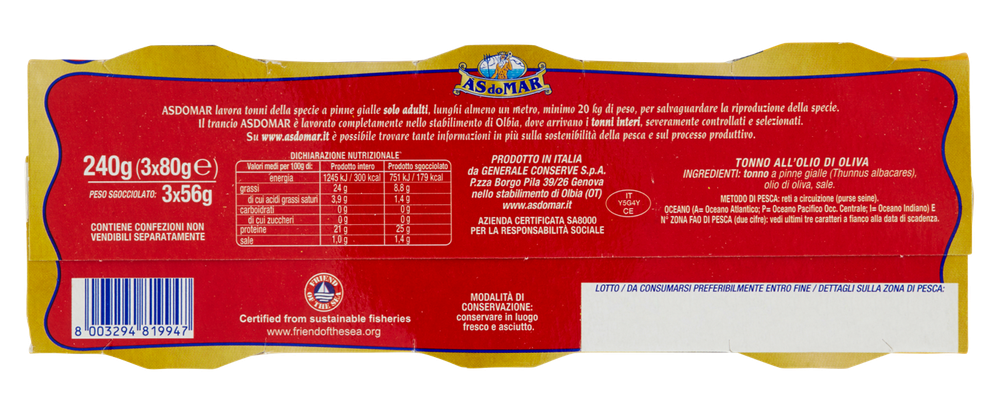 ASdoMAR
ASDOMAR lavora tonni della specie a pinne gialle solo adulti, lunghi almeno un metro, minimo 20 kg di peso, per salvaguardare la riproduzione della specie.
Il trancio ASDOMAR è lavorato completamente nello stabilimento di Olbia, dove arrivano i tonni interi, severamente controllati e selezionati.
Su www.asdomar.it è possibile trovare tante informazioni in più sulla sostenibilità della pesca e sul processo produttivo.
240g (3x80g℮)
PESO SGOCCIOLATO: 3x56g
CONTIENE CONFEZIONI NON
VENDIBILI SEPARATAMENTE
DICHIARAZIONE NUTRIZIONALE
Valori medi per 100g di: Prodotto intero Prodotto sgocciolato
energia 1245 kJ / 300 kcal 751 kJ / 179 kcal
grassi 24 g 8,8 g
di cui acidi grassi saturi 3,9 g 1,4 g
carboidrati 0 g 0 g
di cui zuccheri 0 g 0 g
proteine 21 g 25 g
sale 1,0 g 1,4 g
PRODOTTO IN ITALIA
da GENERALE CONSERVE S.p.A.
P.zza Borgo Pila 39/26 Genova
nello stabilimento di Olbia (OT)
www.asdomar.it
AZIENDA CERTIFICATA SA8000
PER LA RESPONSABILITÀ SOCIALE
IT
Y5G4Y
CE
TONNO ALL'OLIO DI OLIVA
INGREDIENTI: tonno a pinne gialle (Thunnus albacares),
olio di oliva, sale.
METODO DI PESCA: reti a circuizione (purse seine).
OCEANO (A= Oceano Atlantico; P= Oceano Pacifico Occ. Centrale; I= Oceano Indiano) E
N° ZONA FAO DI PESCA (due cifre): vedi ultimi tre caratteri a fianco alla data di scadenza.
8 003294 819947
FRIEND
OF THE SEA
Certified from sustainable fisheries
www.friendofthesea.org
MODALITÀ DI
CONSERVAZIONE:
conservare in luogo
fresco e asciutto.
LOTTO / DA CONSUMARSI PREFERIBILMENTE ENTRO FINE / DETTAGLI SULLA ZONA DI PESCA: